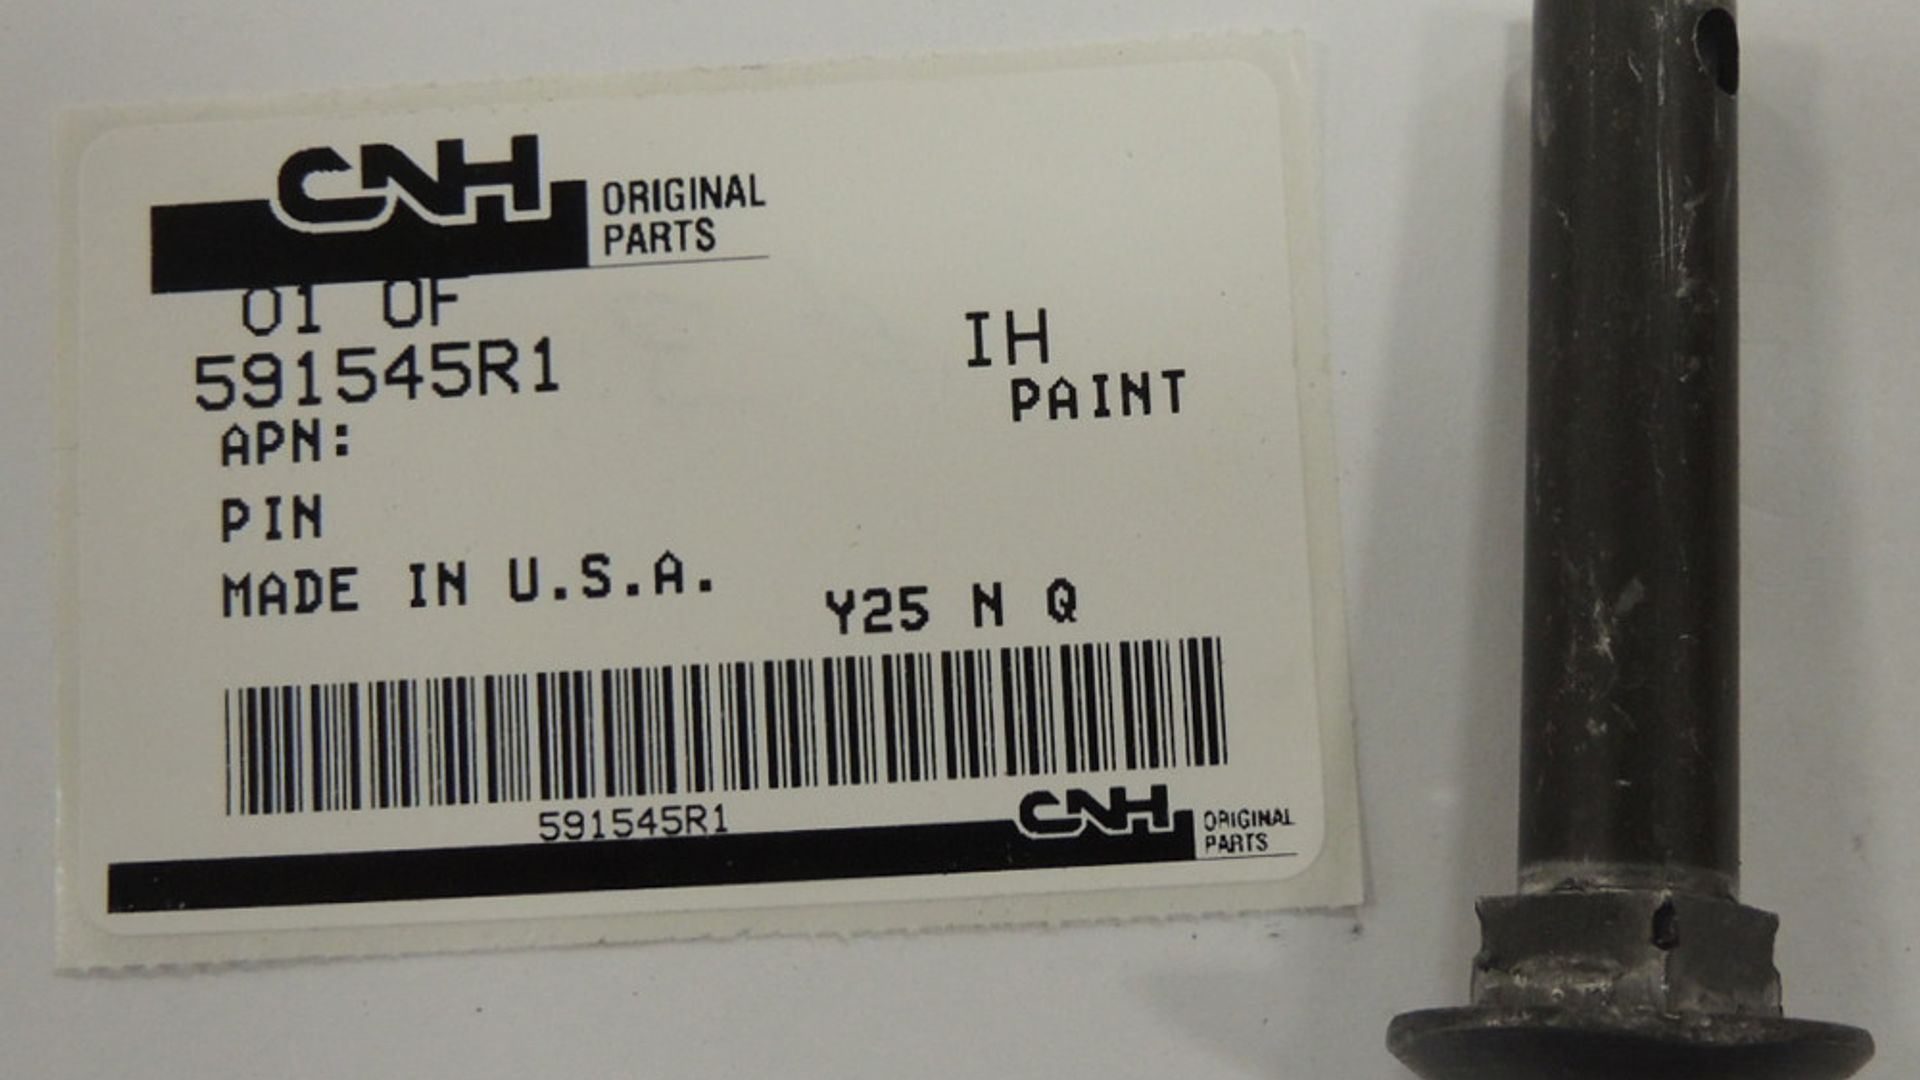 CNH ORIGINAL
PARTS
01 OF
591545R1
IH
PAINT
APN:
PIN
MADE IN U.S.A.
Y25 N Q
591545R1
CNH ORIGINAL
PARTS